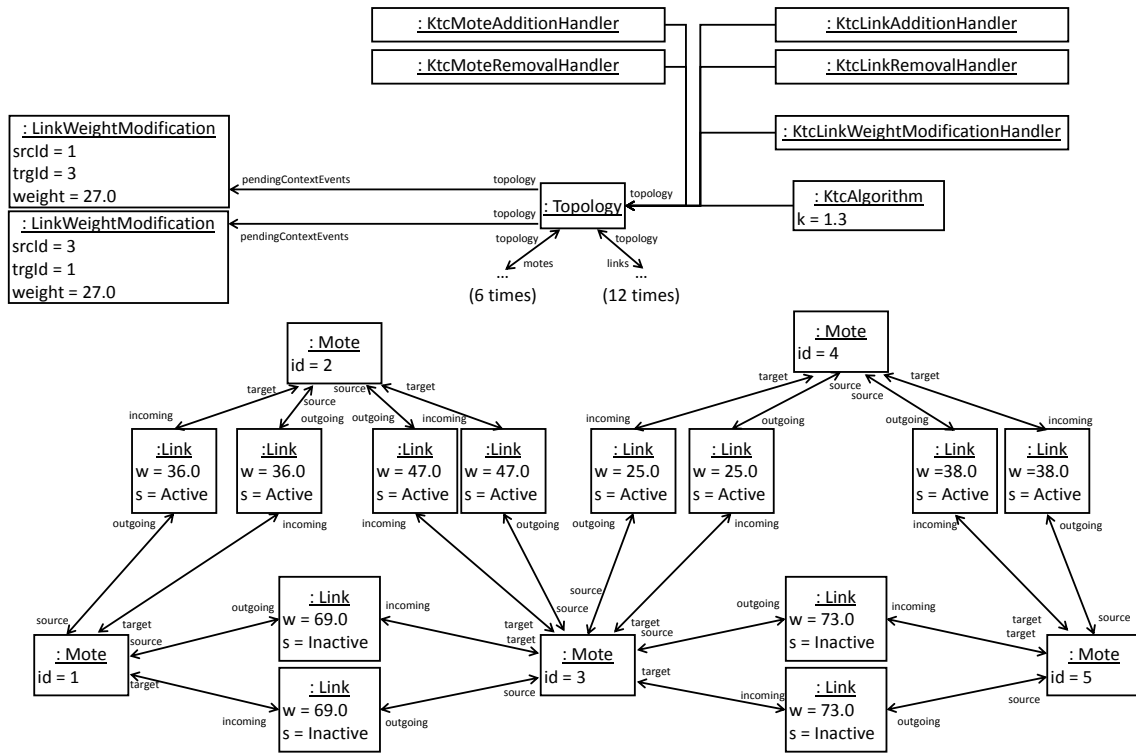 : KtcMoteAdditionHandler
: KtcLinkAdditionHandler
: KtcMoteRemovalHandler
: KtcLinkRemovalHandler
: LinkWeightModification
srcId = 1
trgId = 3
weight = 27.0
: KtcLinkWeightModificationHandler
pendingContextEvents
topology
topology
: Topology
: KtcAlgorithm
k = 1.3
: LinkWeightModification
srcId = 3
trgId = 1
weight = 27.0
topology
pendingContextEvents
topology
topology
motes
links
...
...
(6 times)
(12 times)
: Mote
id = 2
: Mote
id = 4
target
source
source
target
target
source
source
target
incoming
outgoing
outgoing
incoming
incoming
outgoing
outgoing
incoming
:Link
w = 36.0
s = Active
:Link
w = 36.0
s = Active
:Link
w = 47.0
s = Active
:Link
w = 47.0
s = Active
:Link
w = 25.0
s = Active
:Link
w = 25.0
s = Active
:Link
w =38.0
s = Active
:Link
w =38.0
s = Active
outgoing
incoming
incoming
outgoing
outgoing
incoming
incoming
outgoing
source
target
source
target
source
source
target
target
target
source
target
target
source
: Link
w = 69.0
s = Inactive
outgoing
incoming
: Link
w = 73.0
s = Inactive
outgoing
incoming
: Mote
id = 1
: Mote
id = 3
: Mote
id = 5
: Link
w = 69.0
s = Inactive
incoming
outgoing
source
target
: Link
w = 73.0
s = Inactive
incoming
outgoing
source